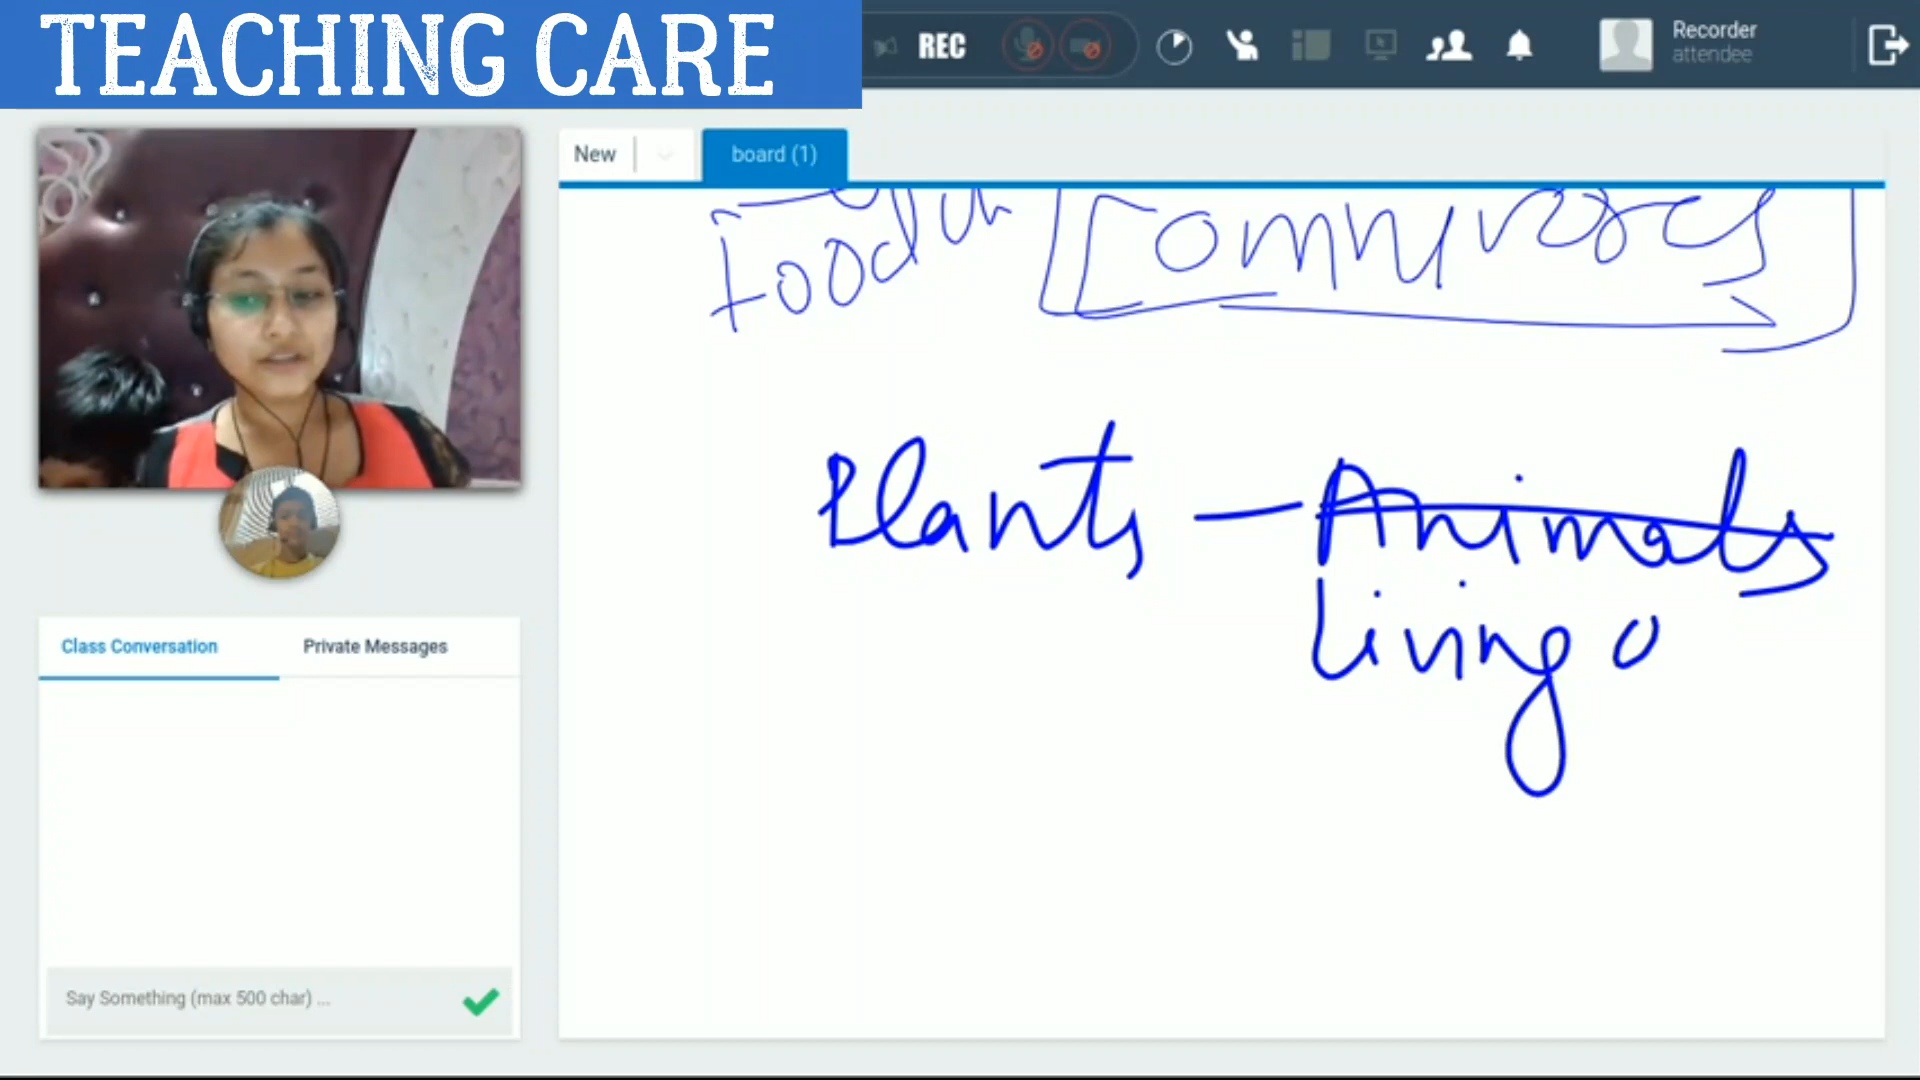 TEACHING CARE
REC
Recorder
attendee
New
board (1)
Food ch
omnivores
Plants — Animals
living o
Class Conversation
Private Messages
Say Something (max 500 char) ...